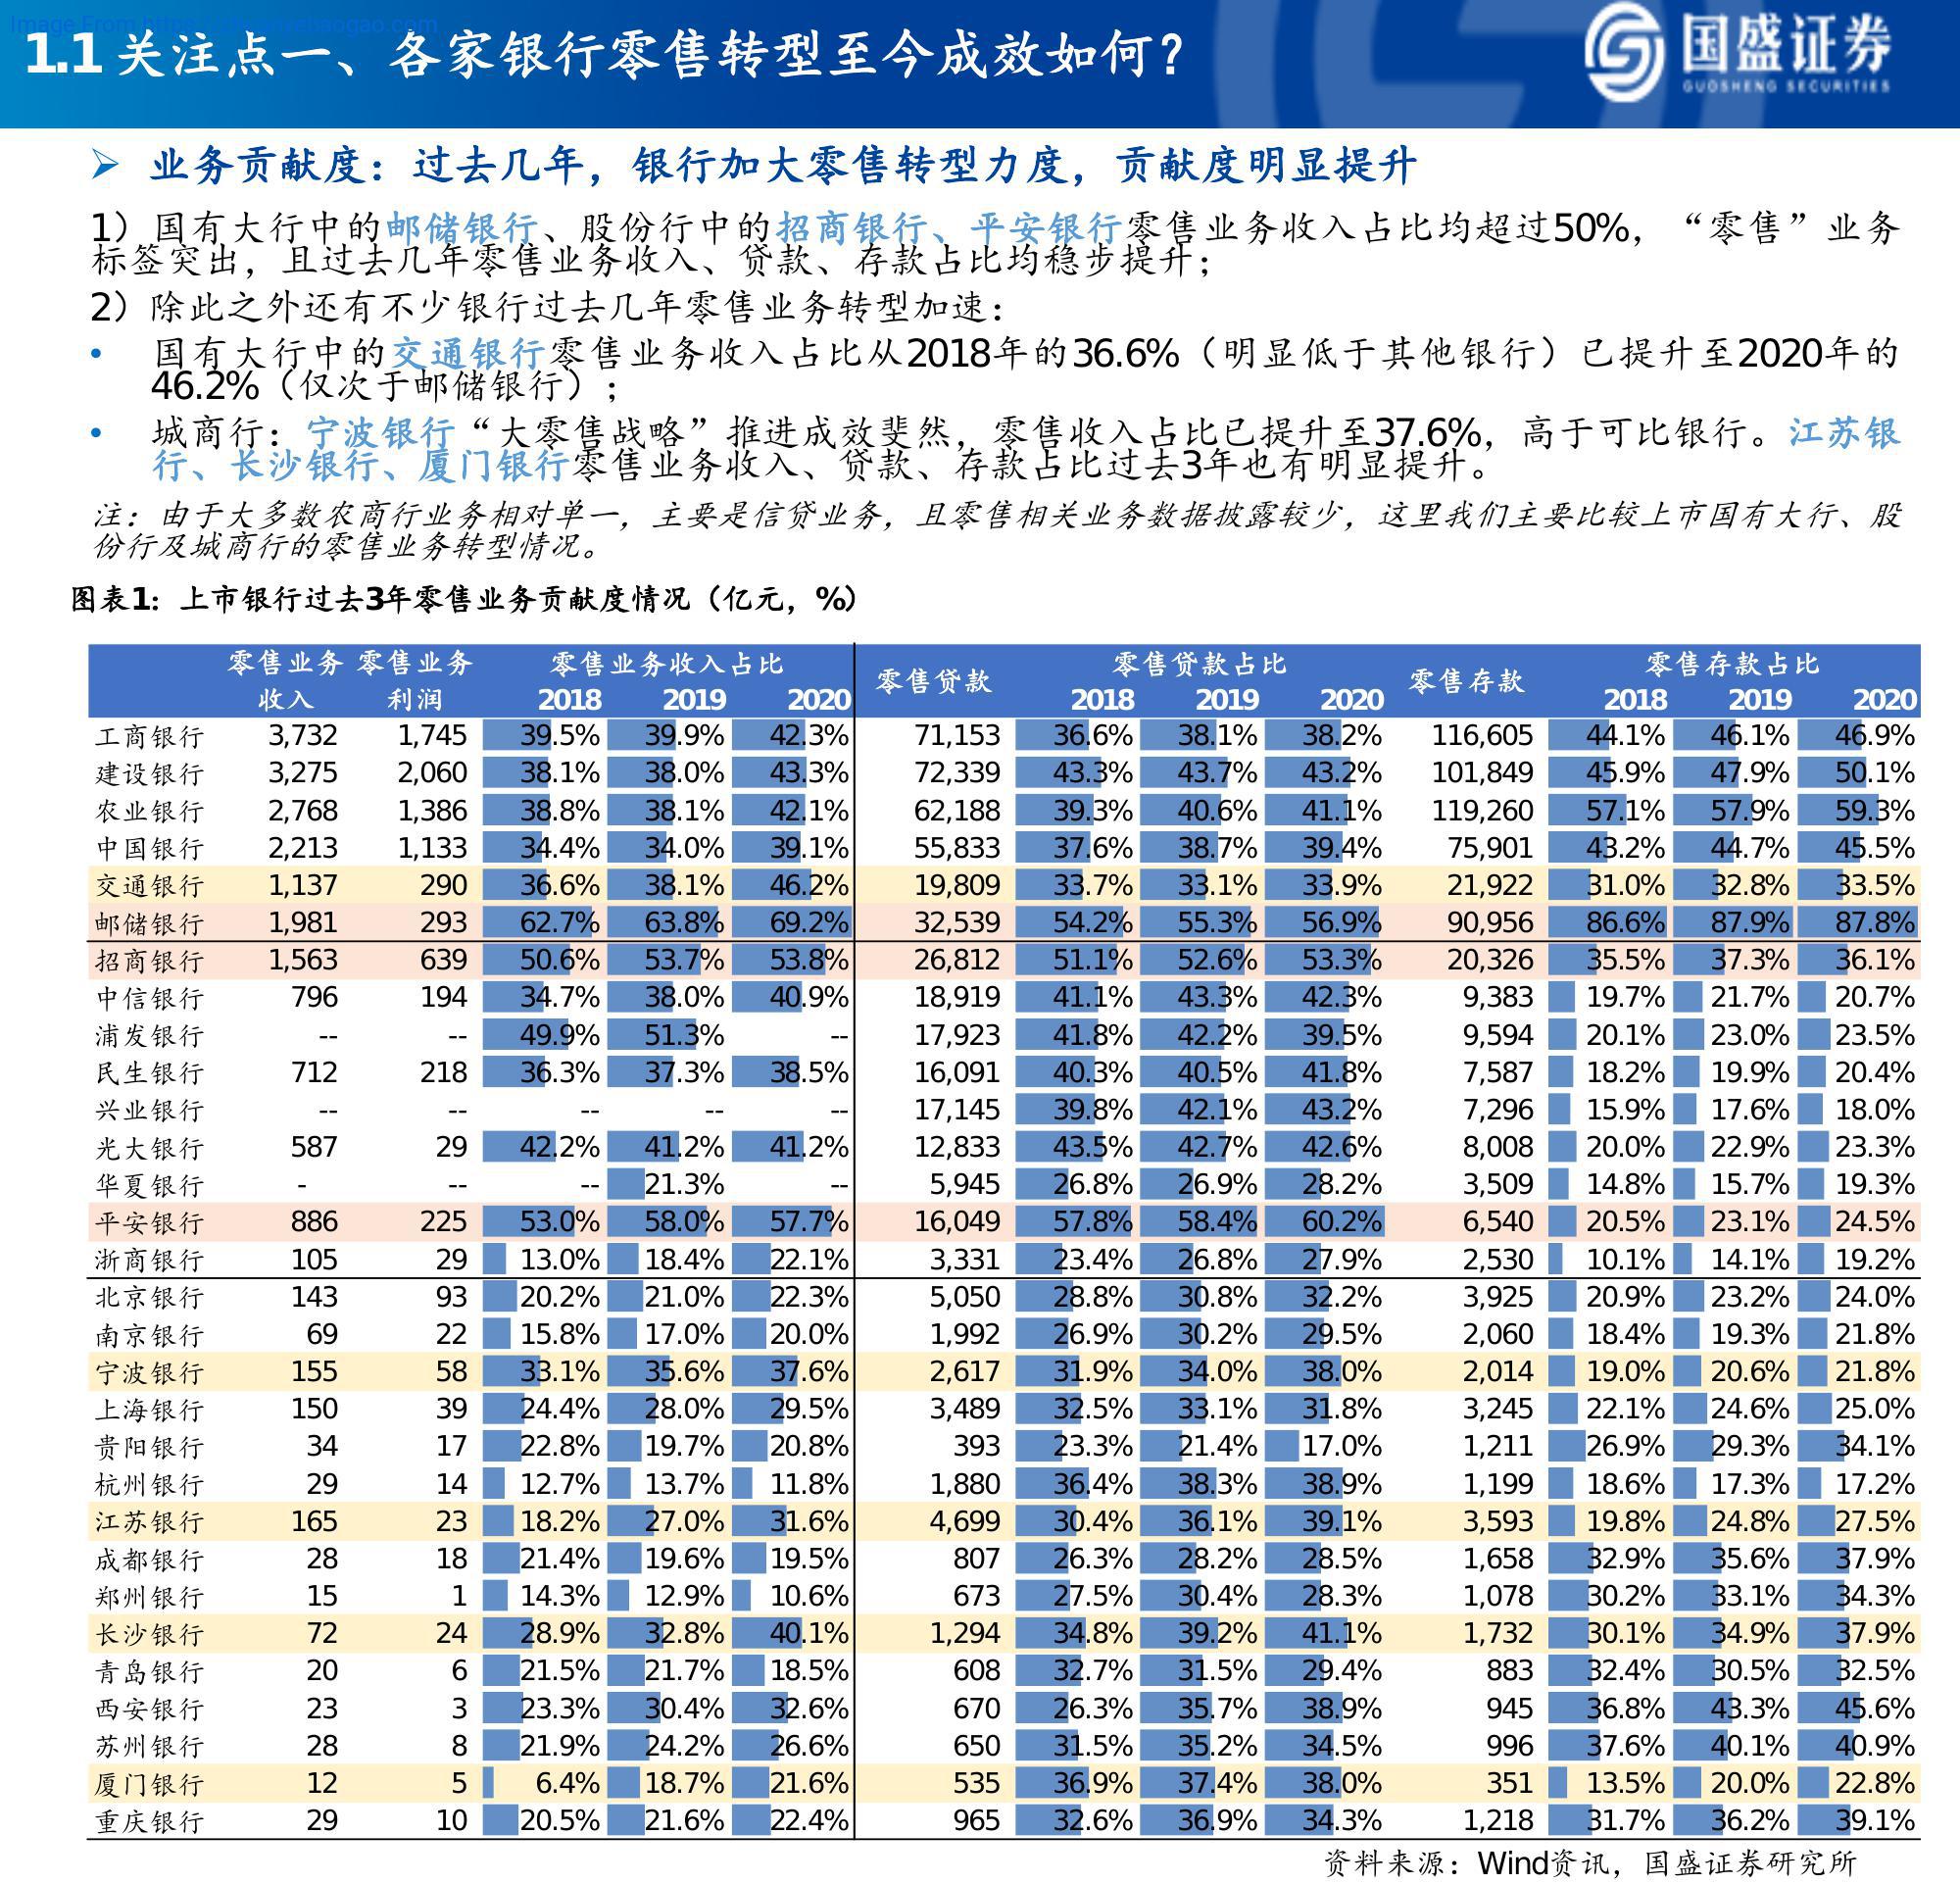 1.1关注点一、各家银行零售转型至今成效如何？
国盛证券
GUOSHENG SECURITIES
➢ 业务贡献度：过去几年，银行加大零售转型力度，贡献度明显提升
1）国有大行中的邮储银行、股份行中的招商银行、平安银行零售业务收入占比均超过50%，“零售”业务
标签突出，且过去几年零售业务收入、贷款、存款占比均稳步提升；
2）除此之外还有不少银行过去几年零售业务转型加速：
• 国有大行中的交通银行零售业务收入占比从2018年的36.6%（明显低于其他银行）已提升至2020年的
46.2%（仅次于邮储银行）；
• 城商行：宁波银行“大零售战略”推进成效斐然，零售收入占比已提升至37.6%，高于可比银行。江苏银
行、长沙银行、厦门银行零售业务收入、贷款、存款占比过去3年也有明显提升。
注：由于大多数农商行业务相对单一，主要是信贷业务，且零售相关业务数据披露较少，这里我们主要比较上市国有大行、股
份行及城商行的零售业务转型情况。
图表1：上市银行过去3年零售业务贡献度情况（亿元，%）
零售业务 零售业务 零售业务收入占比 零售贷款 零售贷款占比 零售存款 零售存款占比
收入 利润 2018 2019 2020 2018 2019 2020 2018 2019 2020
工商银行 3,732 1,745 39.5% 39.9% 42.3% 71,153 36.6% 38.1% 38.2% 116,605 44.1% 46.1% 46.9%
建设银行 3,275 2,060 38.1% 38.0% 43.3% 72,339 43.3% 43.7% 43.2% 101,849 45.9% 47.9% 50.1%
农业银行 2,768 1,386 38.8% 38.1% 42.1% 62,188 39.3% 40.6% 41.1% 119,260 57.1% 57.9% 59.3%
中国银行 2,213 1,133 34.4% 34.0% 39.1% 55,833 37.6% 38.7% 39.4% 75,901 43.2% 44.7% 45.5%
交通银行 1,137 290 36.6% 38.1% 46.2% 19,809 33.7% 33.1% 33.9% 21,922 31.0% 32.8% 33.5%
邮储银行 1,981 293 62.7% 63.8% 69.2% 32,539 54.2% 55.3% 56.9% 90,956 86.6% 87.9% 87.8%
招商银行 1,563 639 50.6% 53.7% 53.8% 26,812 51.1% 52.6% 53.3% 20,326 35.5% 37.3% 36.1%
中信银行 796 194 34.7% 38.0% 40.9% 18,919 41.1% 43.3% 42.3% 9,383 19.7% 21.7% 20.7%
浦发银行 -- -- 49.9% 51.3% -- 17,923 41.8% 42.2% 39.5% 9,594 20.1% 23.0% 23.5%
民生银行 712 218 36.3% 37.3% 38.5% 16,091 40.3% 40.5% 41.8% 7,587 18.2% 19.9% 20.4%
兴业银行 -- -- -- -- -- 17,145 39.8% 42.1% 43.2% 7,296 15.9% 17.6% 18.0%
光大银行 587 29 42.2% 41.2% 41.2% 12,833 43.5% 42.7% 42.6% 8,008 20.0% 22.9% 23.3%
华夏银行 - -- -- 21.3% -- 5,945 26.8% 26.9% 28.2% 3,509 14.8% 15.7% 19.3%
平安银行 886 225 53.0% 58.0% 57.7% 16,049 57.8% 58.4% 60.2% 6,540 20.5% 23.1% 24.5%
浙商银行 105 29 13.0% 18.4% 22.1% 3,331 23.4% 26.8% 27.9% 2,530 10.1% 14.1% 19.2%
北京银行 143 93 20.2% 21.0% 22.3% 5,050 28.8% 30.8% 32.2% 3,925 20.9% 23.2% 24.0%
南京银行 69 22 15.8% 17.0% 20.0% 1,992 26.9% 30.2% 29.5% 2,060 18.4% 19.3% 21.8%
宁波银行 155 58 33.1% 35.6% 37.6% 2,617 31.9% 34.0% 38.0% 2,014 19.0% 20.6% 21.8%
上海银行 150 39 24.4% 28.0% 29.5% 3,489 32.5% 33.1% 31.8% 3,245 22.1% 24.6% 25.0%
贵阳银行 34 17 22.8% 19.7% 20.8% 393 23.3% 21.4% 17.0% 1,211 26.9% 29.3% 34.1%
杭州银行 29 14 12.7% 13.7% 11.8% 1,880 36.4% 38.3% 38.9% 1,199 18.6% 17.3% 17.2%
江苏银行 165 23 18.2% 27.0% 31.6% 4,699 30.4% 36.1% 39.1% 3,593 19.8% 24.8% 27.5%
成都银行 28 18 21.4% 19.6% 19.5% 807 26.3% 28.2% 28.5% 1,658 32.9% 35.6% 37.9%
郑州银行 15 1 14.3% 12.9% 10.6% 673 27.5% 30.4% 28.3% 1,078 30.2% 33.1% 34.3%
长沙银行 72 24 28.9% 32.8% 40.1% 1,294 34.8% 39.2% 41.1% 1,732 30.1% 34.9% 37.9%
青岛银行 20 6 21.5% 21.7% 18.5% 608 32.7% 31.5% 29.4% 883 32.4% 30.5% 32.5%
西安银行 23 3 23.3% 30.4% 32.6% 670 26.3% 35.7% 38.9% 945 36.8% 43.3% 45.6%
苏州银行 28 8 21.9% 24.2% 26.6% 650 31.5% 35.2% 34.5% 996 37.6% 40.1% 40.9%
厦门银行 12 5 6.4% 18.7% 21.6% 535 36.9% 37.4% 38.0% 351 13.5% 20.0% 22.8%
重庆银行 29 10 20.5% 21.6% 22.4% 965 32.6% 36.9% 34.3% 1,218 31.7% 36.2% 39.1%
资料来源：Wind资讯，国盛证券研究所